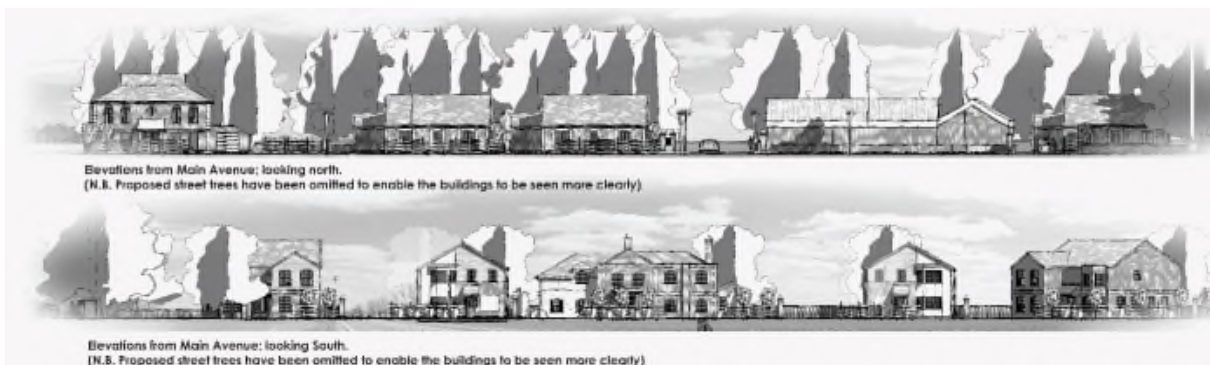 Elevations from Main Avenue; looking north.
(N.B. Proposed street trees have been omitted to enable the buildings to be seen more clearly)
Elevations from Main Avenue; looking South.
(N.B. Proposed street trees have been omitted to enable the buildings to be seen more clearly)